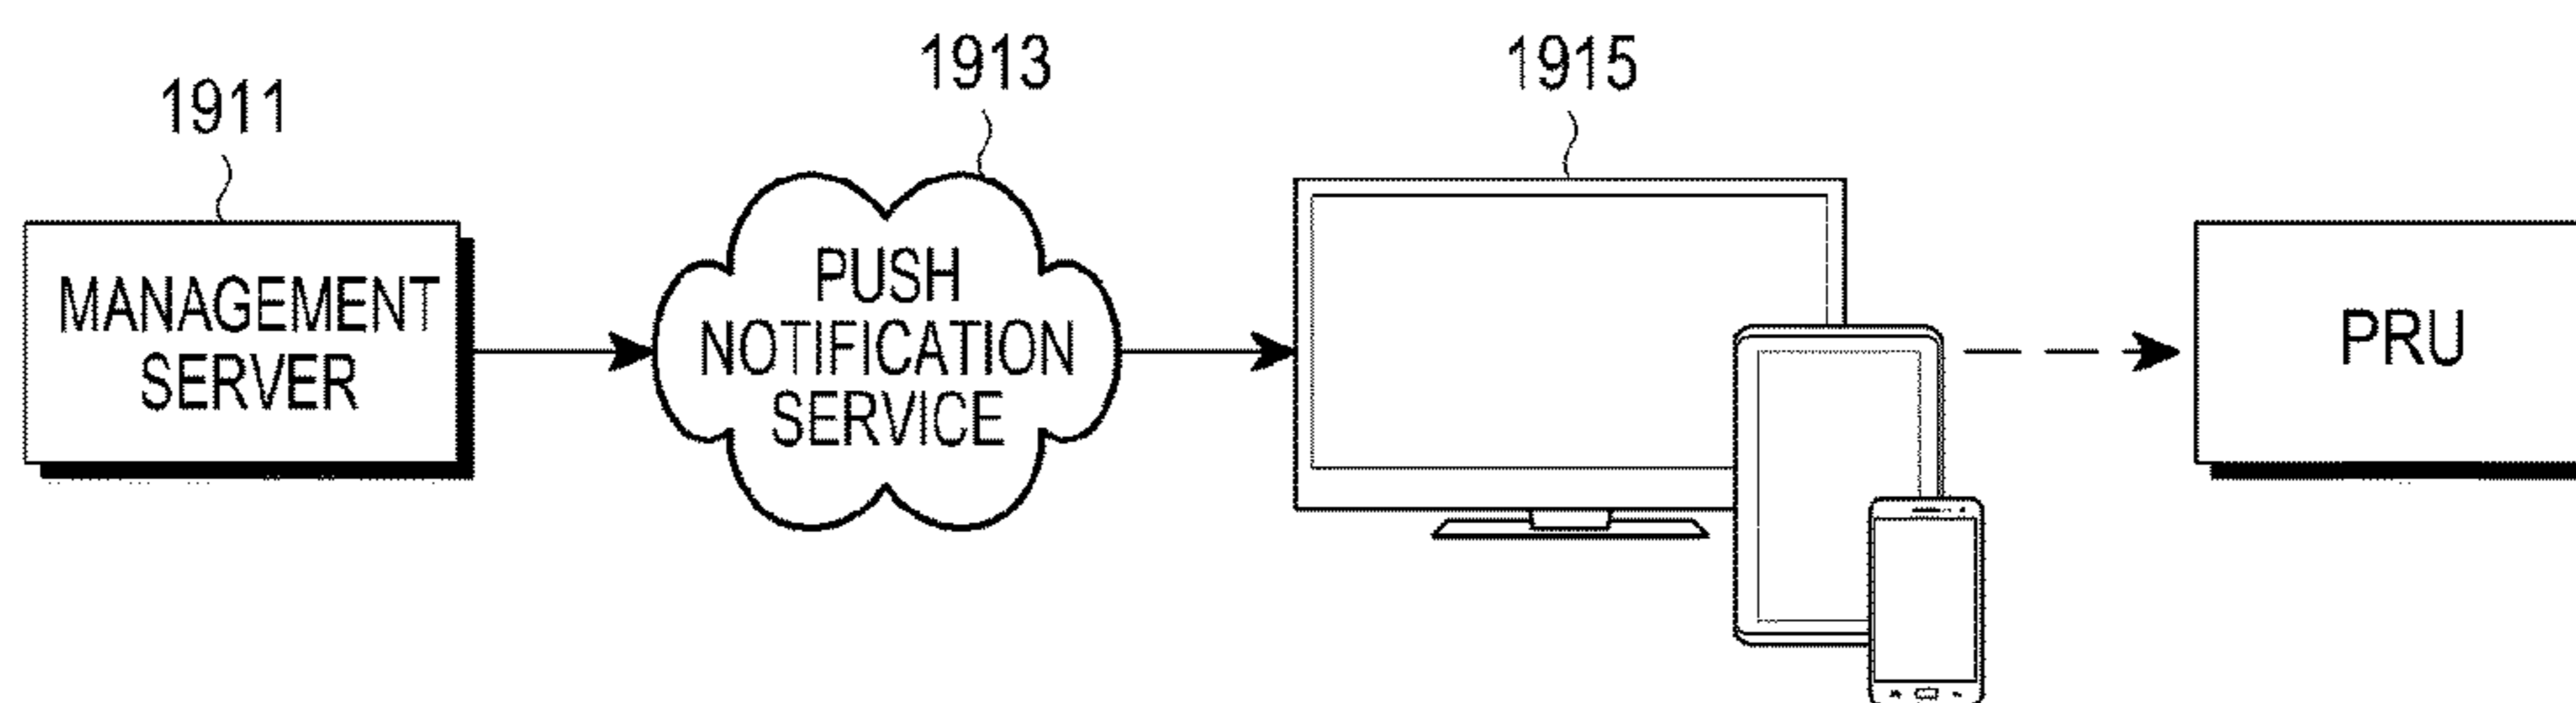 1911
1913
1915
MANAGEMENT
SERVER
PUSH
NOTIFICATION
SERVICE
PRU